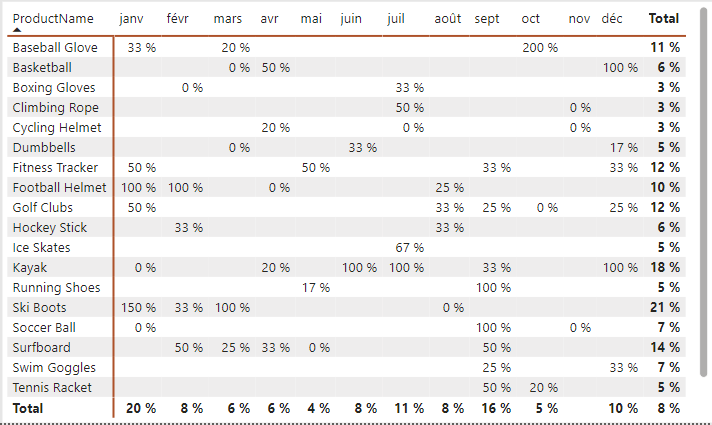 ProductName janv févr mars avr mai juin juil août sept oct nov déc Total
Baseball Glove 33 % 20 % 200 % 11 %
Basketball 0 % 50 % 100 % 6 %
Boxing Gloves 0 % 33 % 3 %
Climbing Rope 50 % 0 % 3 %
Cycling Helmet 20 % 0 % 0 % 3 %
Dumbbells 0 % 33 % 17 % 5 %
Fitness Tracker 50 % 50 % 33 % 33 % 12 %
Football Helmet 100 % 100 % 0 % 25 % 10 %
Golf Clubs 50 % 33 % 25 % 0 % 25 % 12 %
Hockey Stick 33 % 33 % 6 %
Ice Skates 67 % 5 %
Kayak 0 % 20 % 100 % 100 % 33 % 100 % 18 %
Running Shoes 17 % 100 % 5 %
Ski Boots 150 % 33 % 100 % 0 % 21 %
Soccer Ball 0 % 100 % 0 % 7 %
Surfboard 50 % 25 % 33 % 0 % 50 % 14 %
Swim Goggles 25 % 33 % 7 %
Tennis Racket 50 % 20 % 5 %
Total 20 % 8 % 6 % 6 % 4 % 8 % 11 % 8 % 16 % 5 % 10 % 8 %